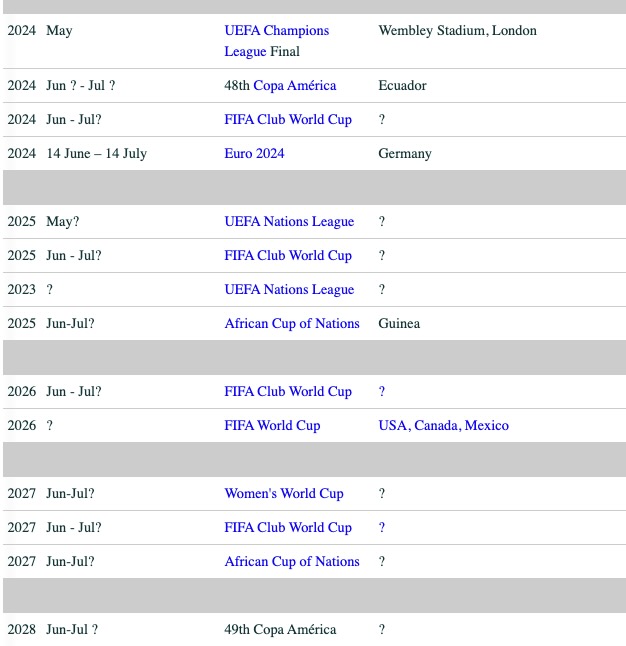 2024 May UEFA Champions Wembley Stadium, London
League Final
2024 Jun ? - Jul ? 48th Copa América Ecuador
2024 Jun - Jul? FIFA Club World Cup ?
2024 14 June – 14 July Euro 2024 Germany
2025 May? UEFA Nations League ?
2025 Jun - Jul? FIFA Club World Cup ?
2023 ? UEFA Nations League ?
2025 Jun-Jul? African Cup of Nations Guinea
2026 Jun - Jul? FIFA Club World Cup ?
2026 ? FIFA World Cup USA, Canada, Mexico
2027 Jun-Jul? Women's World Cup ?
2027 Jun - Jul? FIFA Club World Cup ?
2027 Jun-Jul? African Cup of Nations ?
2028 Jun-Jul ? 49th Copa América ?